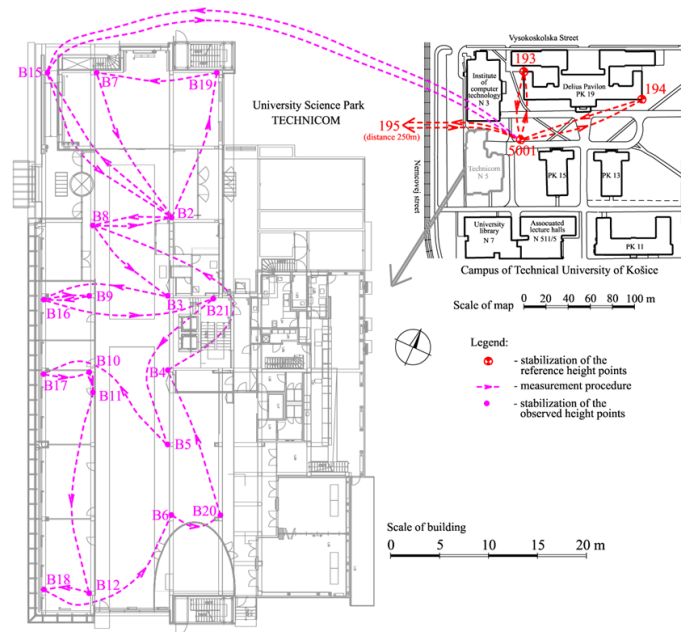 Vysokoskolska Street
B15
B7
B19
University Science Park
TECHNICOM
193
Institute
of
computer
technology
N 3
Delius Pavilon
PK 19
194
195
(distance 250m)
5001
Technicom
N 5
PK 15
PK 13
Nemcovej street
University
library
N 7
Assocuated
lecture halls
N 511/5
PK 11
Campus of Technical University of Košice
Scale of map
0 20 40 60 80 100 m
B2
B8
B9
B16
B3
B21
Legend:
- stabilization of the
reference height points
- measurement procedure
- stabilization of the
observed height points
B10
B17
B11
B4
B5
B6
B20
B18
B12
Scale of building
0 5 10 15 20 m